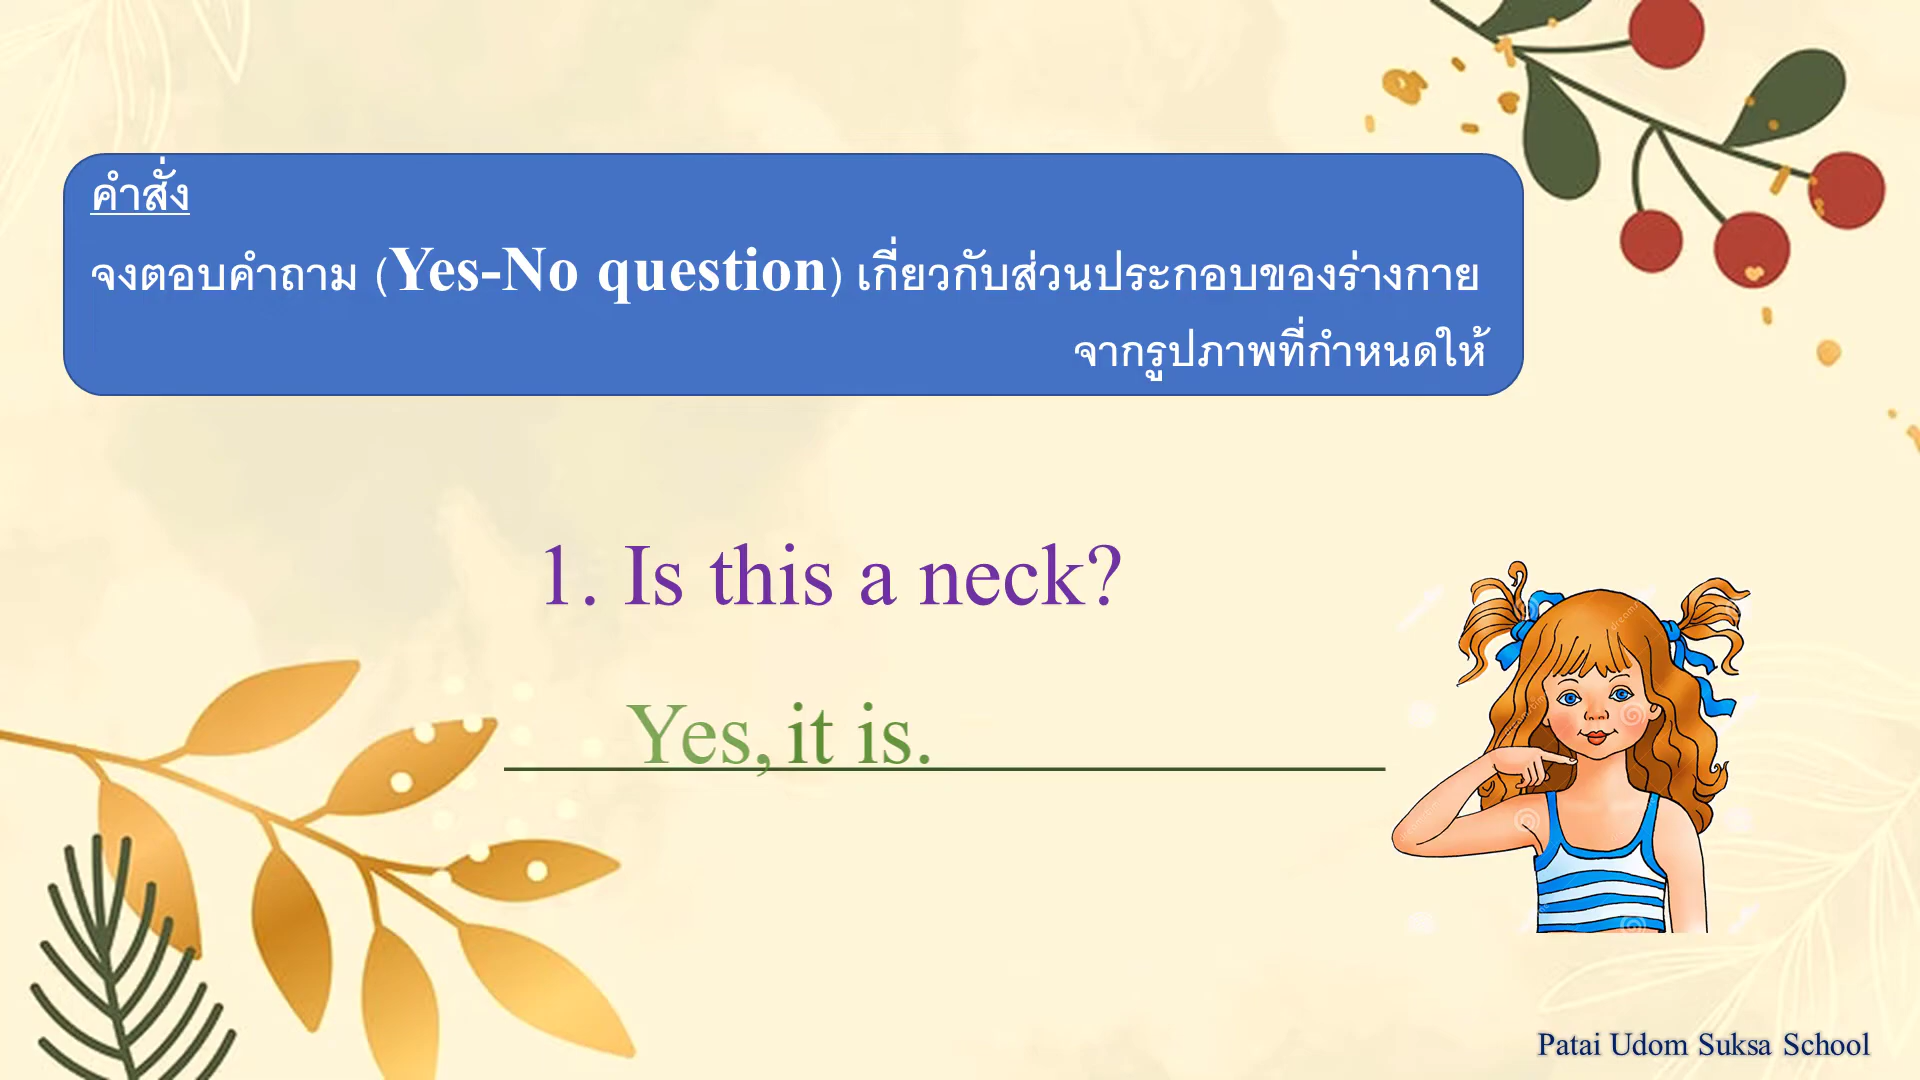 คำสั่ง
จงตอบคำถาม (Yes-No question) เกี่ยวกับส่วนประกอบของร่างกาย
จากรูปภาพที่กำหนดให้
1. Is this a neck?
Yes, it is.
Patai Udom Suksa School